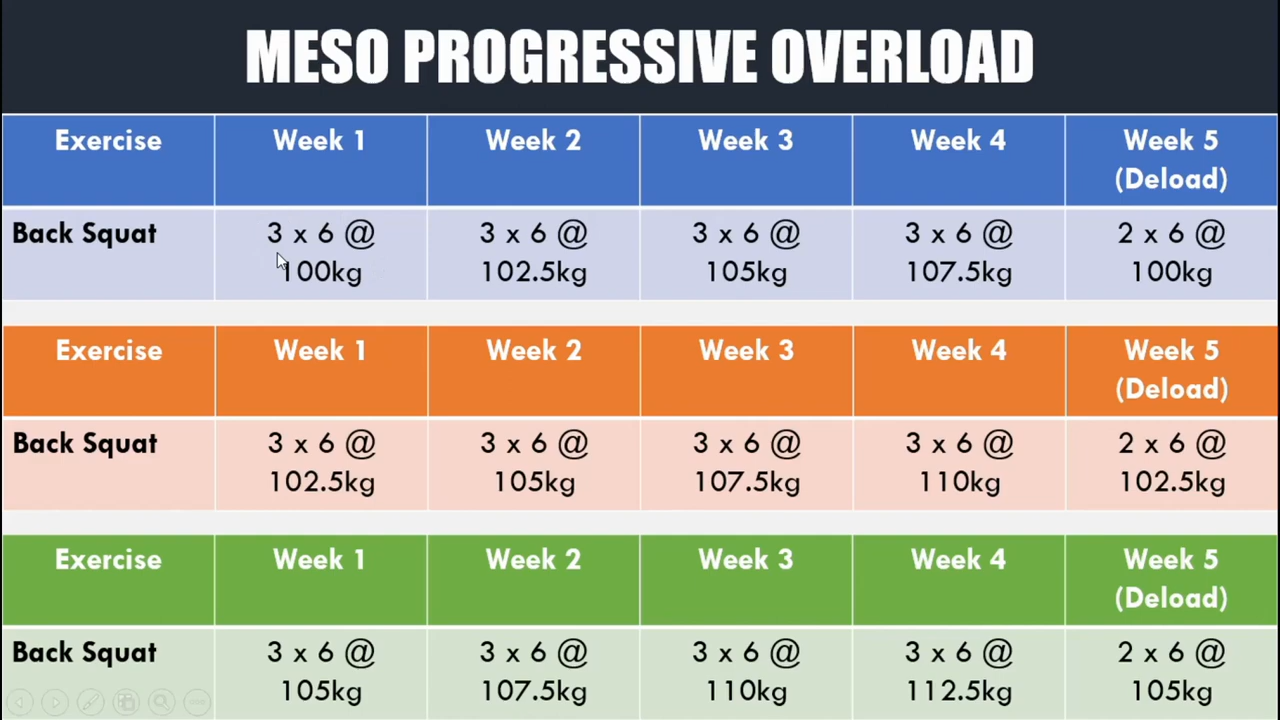 MESO PROGRESSIVE OVERLOAD
Exercise Week 1 Week 2 Week 3 Week 4 Week 5
(Deload)
Back Squat 3 x 6 @ 3 x 6 @ 3 x 6 @ 3 x 6 @ 2 x 6 @
100kg 102.5kg 105kg 107.5kg 100kg
Exercise Week 1 Week 2 Week 3 Week 4 Week 5
(Deload)
Back Squat 3 x 6 @ 3 x 6 @ 3 x 6 @ 3 x 6 @ 2 x 6 @
102.5kg 105kg 107.5kg 110kg 102.5kg
Exercise Week 1 Week 2 Week 3 Week 4 Week 5
(Deload)
Back Squat 3 x 6 @ 3 x 6 @ 3 x 6 @ 3 x 6 @ 2 x 6 @
105kg 107.5kg 110kg 112.5kg 105kg